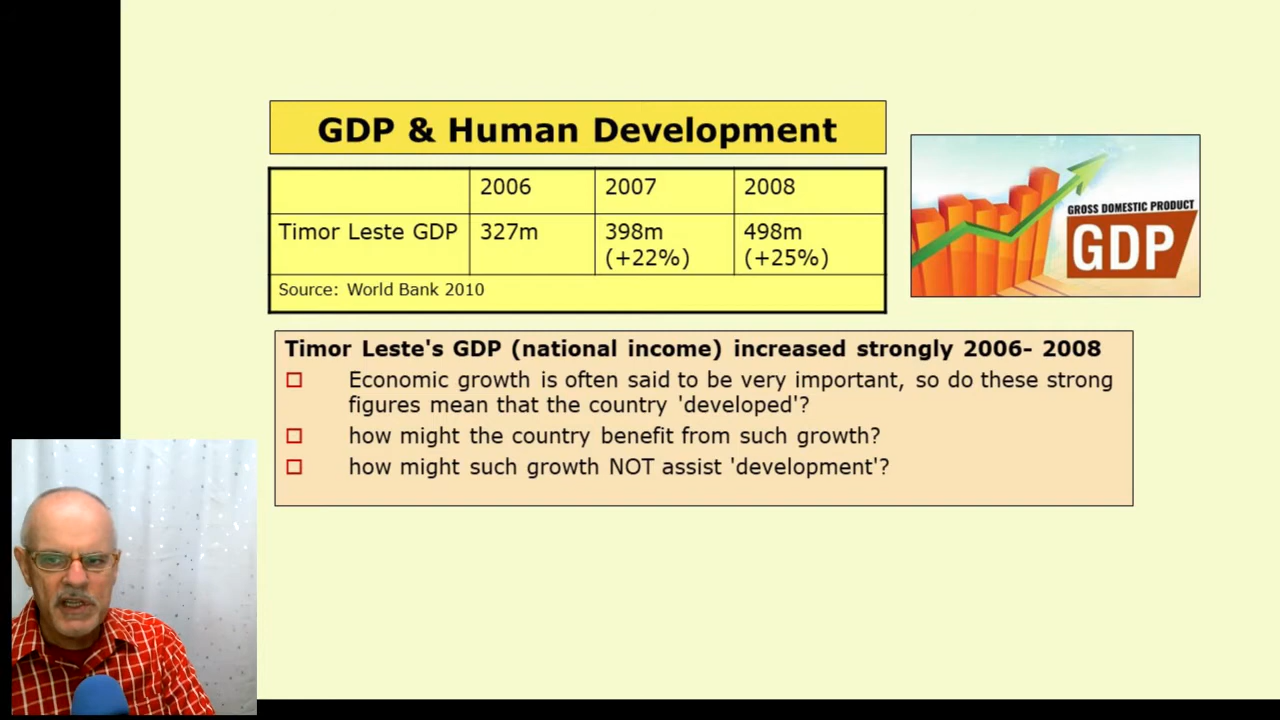 GDP & Human Development
2006 2007 2008
Timor Leste GDP 327m 398m 498m
(+22%) (+25%)
Source: World Bank 2010
GROSS DOMESTIC PRODUCT
GDP
Timor Leste's GDP (national income) increased strongly 2006- 2008
Economic growth is often said to be very important, so do these strong
figures mean that the country 'developed'?
how might the country benefit from such growth?
how might such growth NOT assist 'development'?